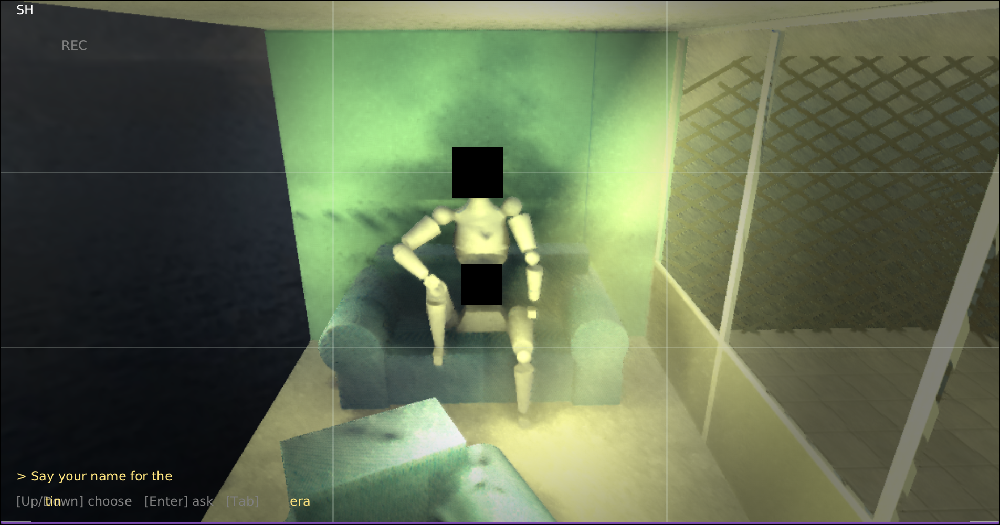 SH
REC
> Say your name for the
[Up/Down] choose [Enter] ask [Tab] era